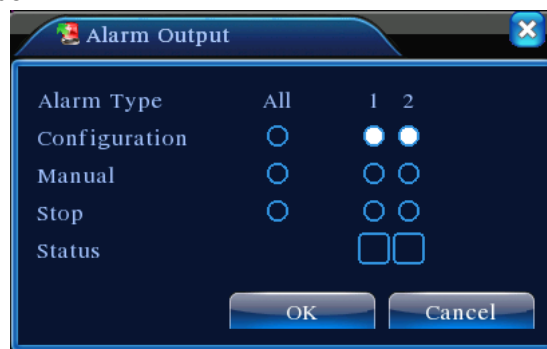 Alarm Output
Alarm Type All 1 2
Configuration
Manual
Stop
Status
OK Cancel